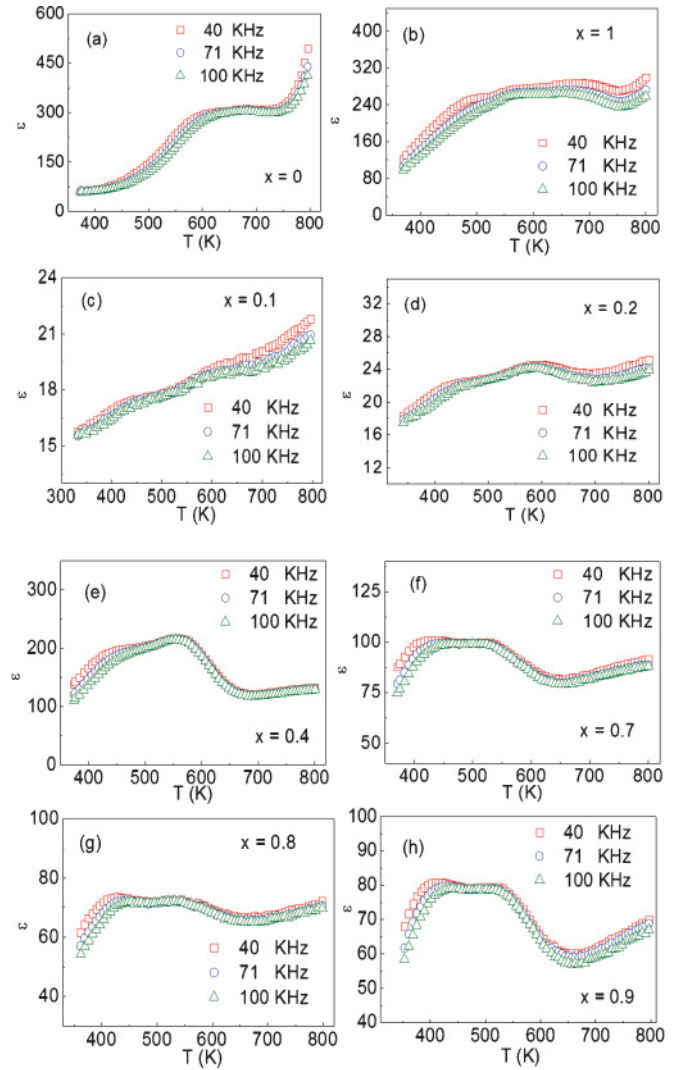 (a)
40 KHz
71 KHz
100 KHz
x = 0
ε
600
450
300
150
0
400 500 600 700 800
T (K)
(b)
x = 1
40 KHz
71 KHz
100 KHz
ε
360
300
240
180
120
60
0
400 500 600 700 800
T (K)
(c)
x = 0.1
40 KHz
71 KHz
100 KHz
ε
24
21
18
15
300 400 500 600 700 800
T (K)
(d)
x = 0.2
40 KHz
71 KHz
100 KHz
ε
36
32
28
24
20
16
12
400 500 600 700 800
T (K)
(e)
40 KHz
71 KHz
100 KHz
x = 0.4
ε
300
200
100
0
400 500 600 700 800
T (K)
(f)
40 KHz
71 KHz
100 KHz
x = 0.7
ε
125
100
75
50
400 500 600 700 800
T (K)
(g)
x = 0.8
40 KHz
71 KHz
100 KHz
ε
100
80
60
40
400 500 600 700 800
T (K)
(h)
40 KHz
71 KHz
100 KHz
x = 0.9
ε
100
90
80
70
60
50
40
400 500 600 700 800
T (K)